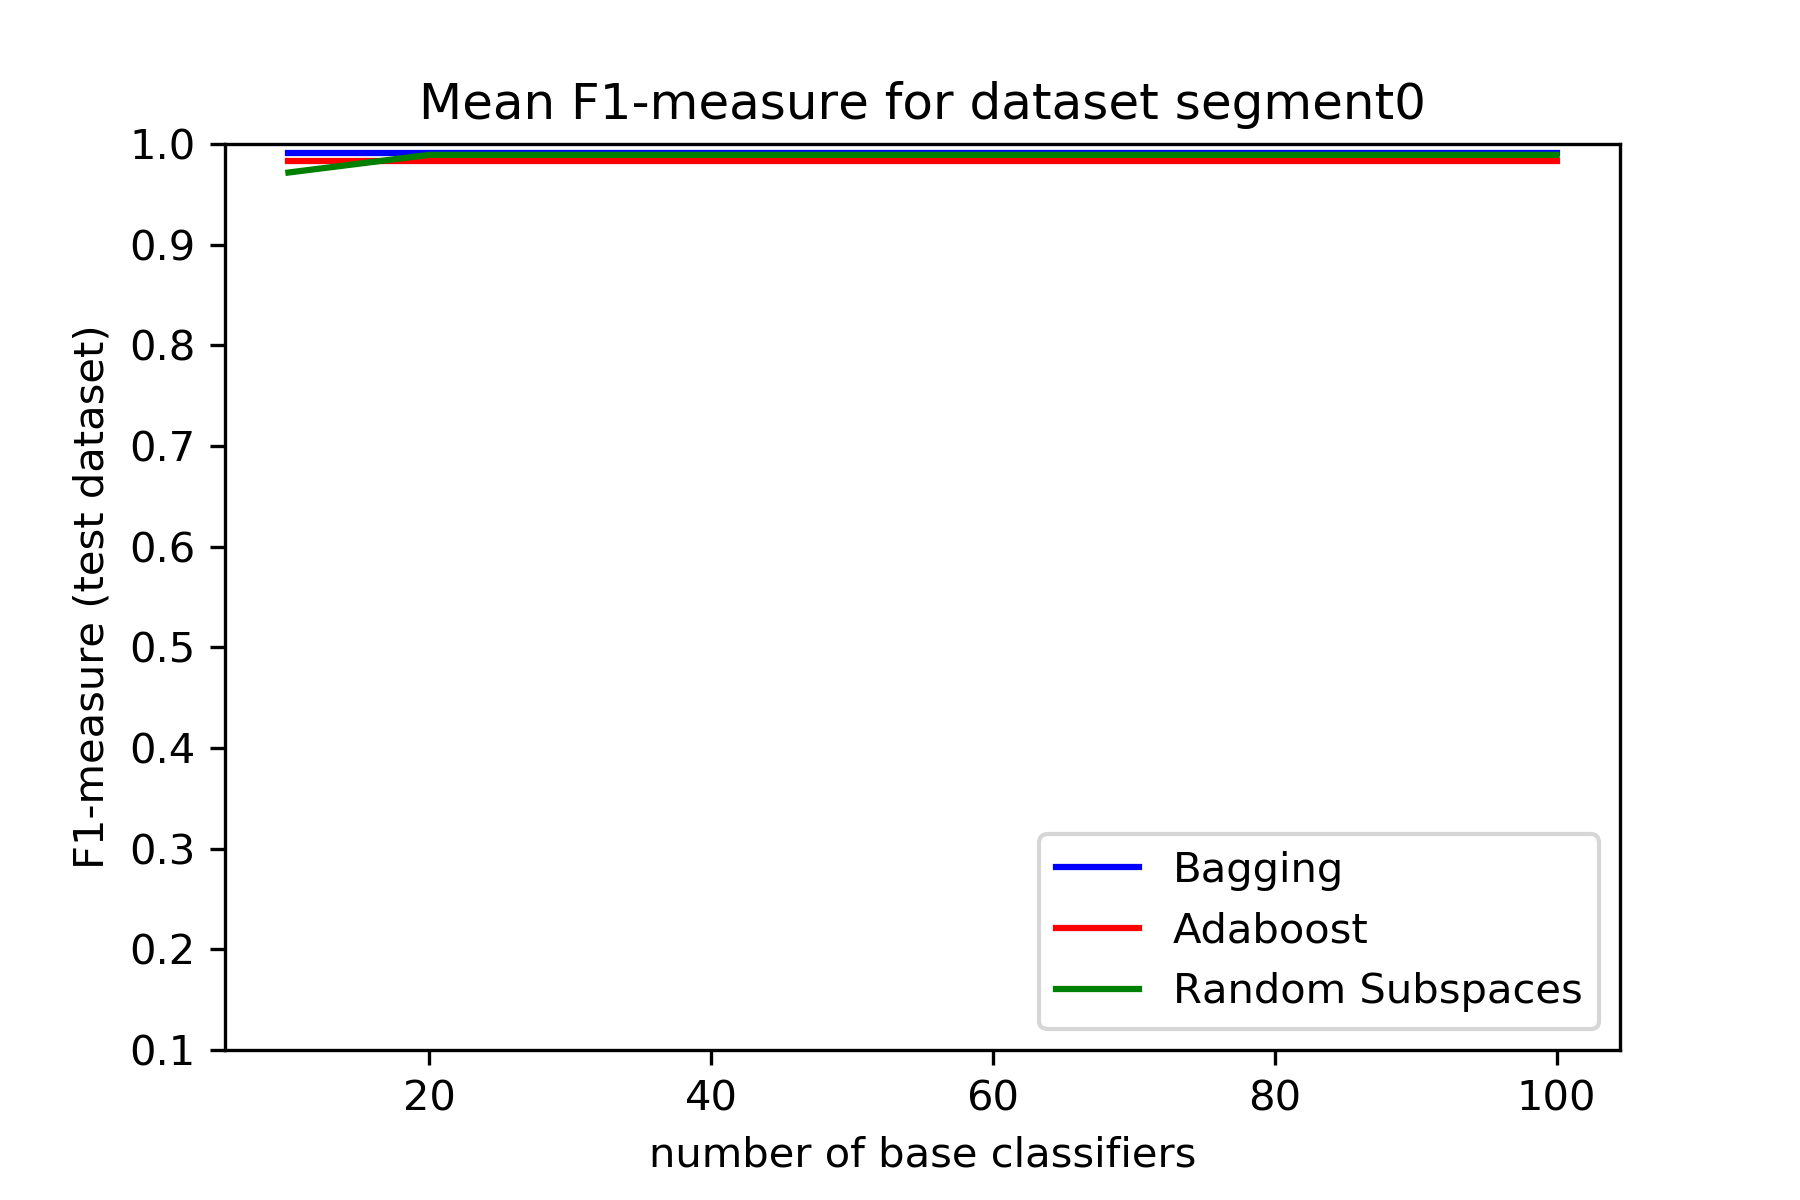 Mean F1-measure for dataset segment0
1.0
0.9
0.8
0.7
0.6
0.5
0.4
0.3
0.2
0.1
F1-measure (test dataset)
Bagging
Adaboost
Random Subspaces
20 40 60 80 100
number of base classifiers